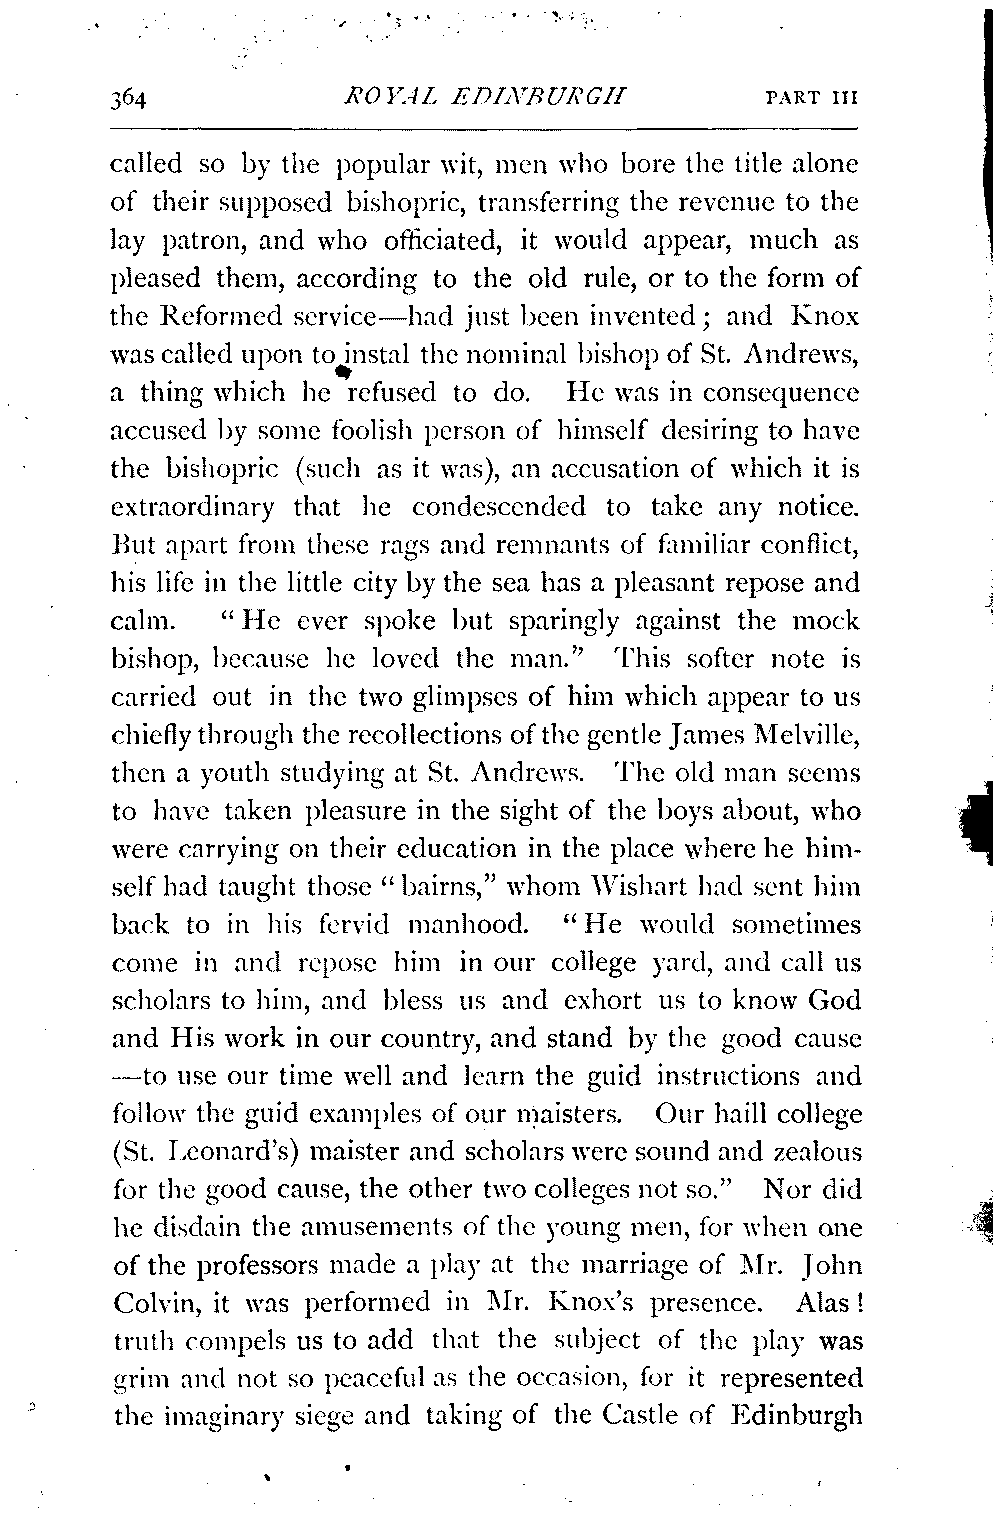 364 ROYAL EDINBURGH PART III
called so by the popular wit, men who bore the title alone
of their supposed bishopric, transferring the revenue to the
lay patron, and who officiated, it would appear, much as
pleased them, according to the old rule, or to the form of
the Reformed service—had just been invented; and Knox
was called upon to instal the nominal bishop of St. Andrews,
a thing which he refused to do. He was in consequence
accused by some foolish person of himself desiring to have
the bishopric (such as it was), an accusation of which it is
extraordinary that he condescended to take any notice.
But apart from these rags and remnants of familiar conflict,
his life in the little city by the sea has a pleasant repose and
calm. “He ever spoke but sparingly against the mock
bishop, because he loved the man.” This softer note is
carried out in the two glimpses of him which appear to us
chiefly through the recollections of the gentle James Melville,
then a youth studying at St. Andrews. The old man seems
to have taken pleasure in the sight of the boys about, who
were carrying on their education in the place where he him-
self had taught those “bairns,” whom Wishart had sent him
back to in his fervid manhood. “He would sometimes
come in and repose him in our college yard, and call us
scholars to him, and bless us and exhort us to know God
and His work in our country, and stand by the good cause
—to use our time well and learn the guid instructions and
follow the guid examples of our maisters. Our haill college
(St. Leonard's) maister and scholars were sound and zealous
for the good cause, the other two colleges not so.” Nor did
he disdain the amusements of the young men, for when one
of the professors made a play at the marriage of Mr. John
Colvin, it was performed in Mr. Knox's presence. Alas!
truth compels us to add that the subject of the play was
grim and not so peaceful as the occasion, for it represented
the imaginary siege and taking of the Castle of Edinburgh